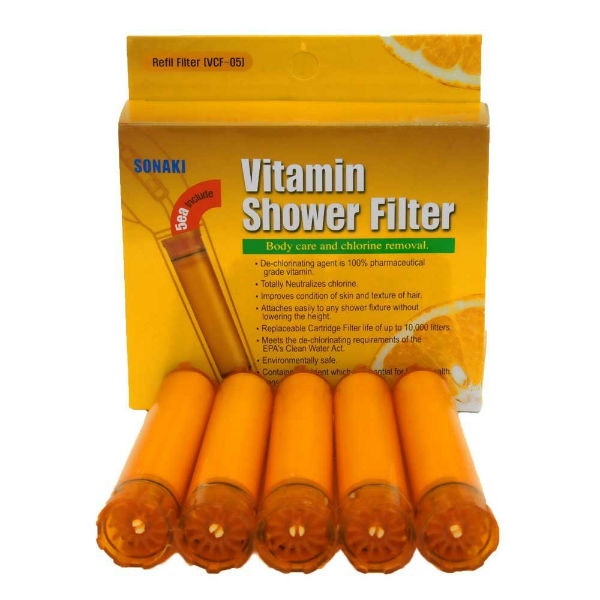 Refil Filter (VCF-05)
SONAKI
5ea include
Vitamin
Shower Filter
Body care and chlorine removal.
• De-chlorinating agent is 100% pharmaceutical
grade vitamin.
• Totally Neutralizes chlorine.
• Improves condition of skin and texture of hair.
• Attaches easily to any shower fixture without
lowering the height.
• Replaceable Cartridge Filter life of up to 10,000 litters.
• Meets the de-chlorinating requirements of the
EPA's Clean Water Act.
• Environmentally safe.